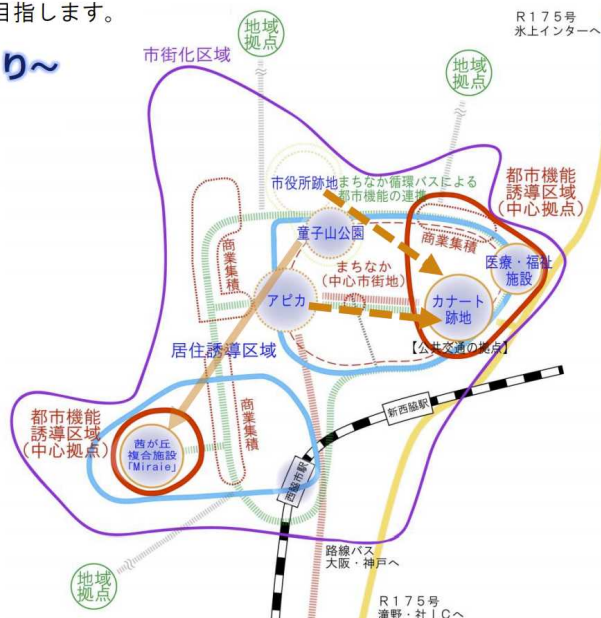 目指します。
り～
R175号
氷上インターへ
地域
拠点
市街化区域
地域
拠点
都市機能
誘導区域
(中心拠点)
市役所跡地
まちなか循環バスによる
都市機能の連携
童子山公園
商業集積
商業集積
医療・福祉
施設
まちなか
(中心市街地)
アピカ
カナート
跡地
【公共交通の拠点】
居住誘導区域
都市機能
誘導区域
(中心拠点)
商業集積
新西脇駅
茜が丘
複合施設
「Miraie」
西脇市駅
路線バス
大阪・神戸へ
地域
拠点
R175号
滝野・社ICへ